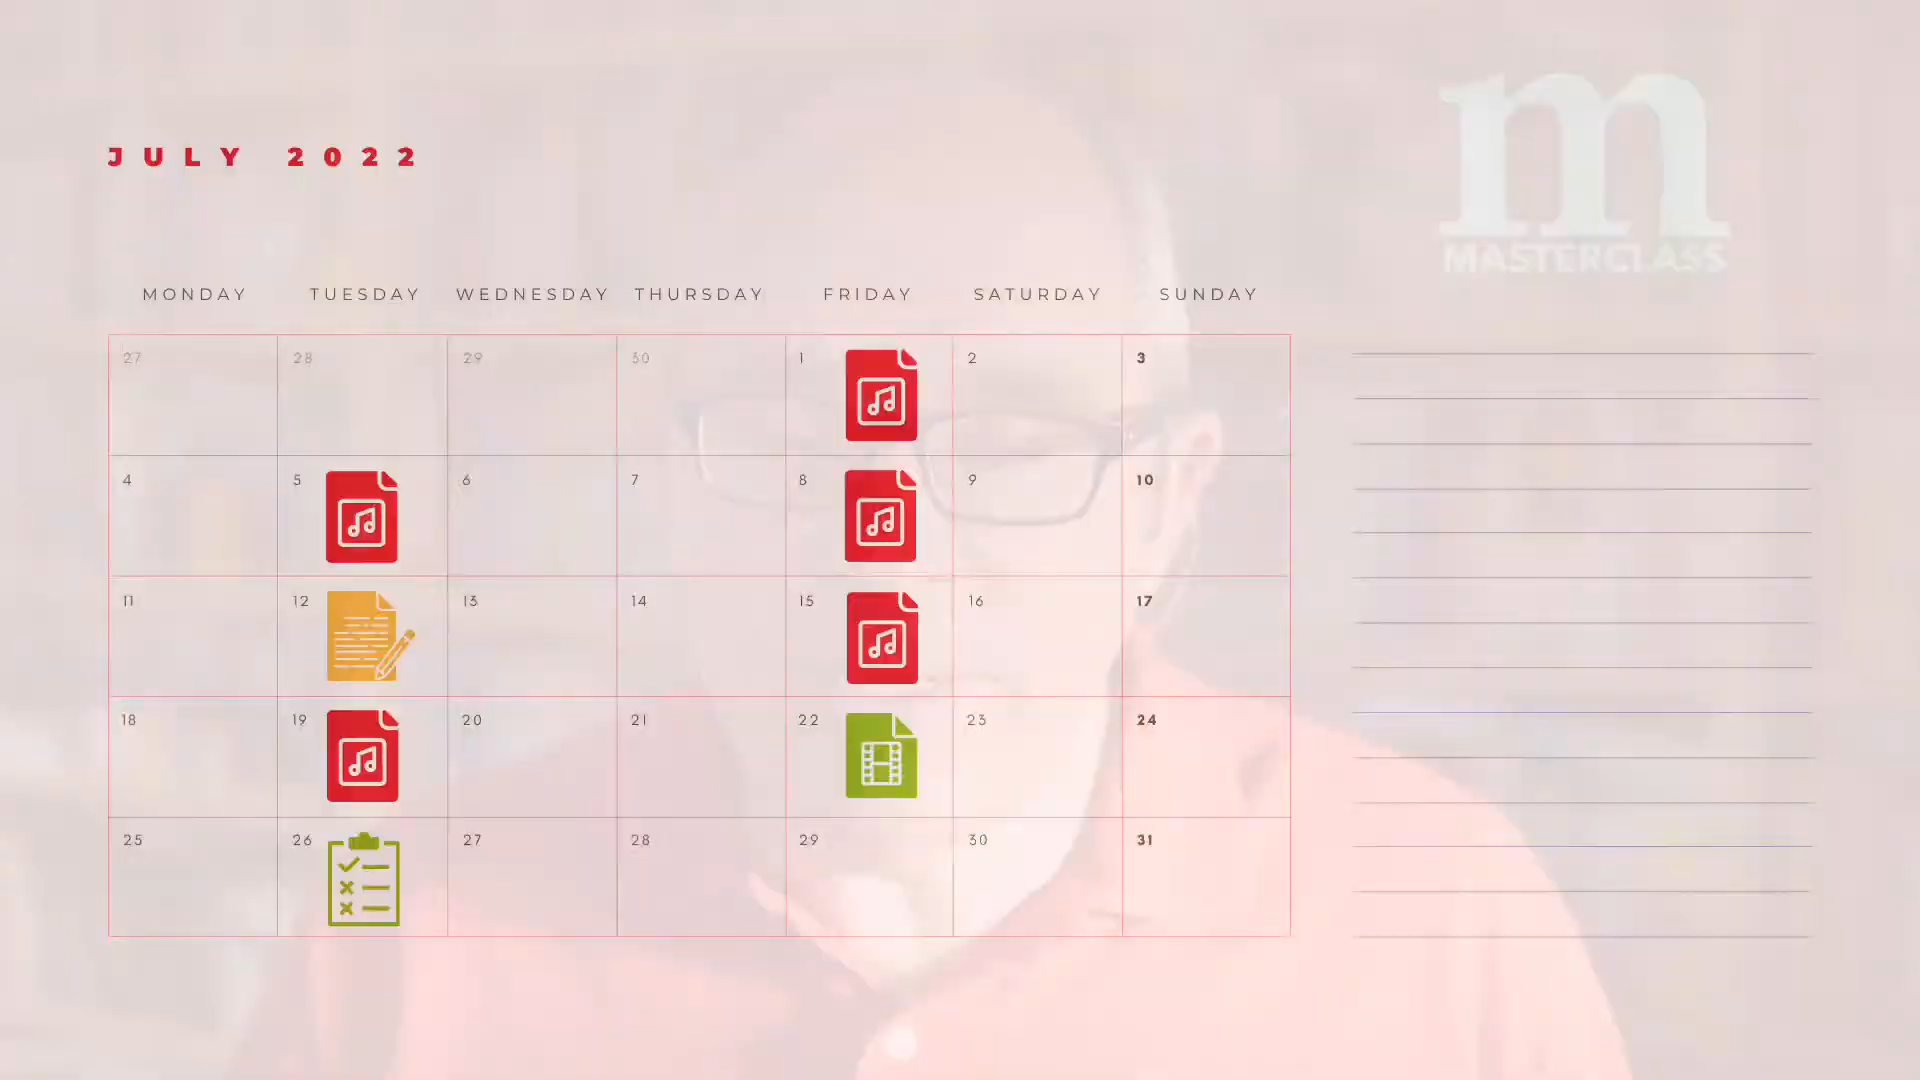 m
MASTERCLASS
JULY 2022
MONDAY TUESDAY WEDNESDAY THURSDAY FRIDAY SATURDAY SUNDAY
27 28 29 30 1 2 3
4 5 6 7 8 9 10
11 12 13 14 15 16 17
18 19 20 21 22 23 24
25 26 27 28 29 30 31